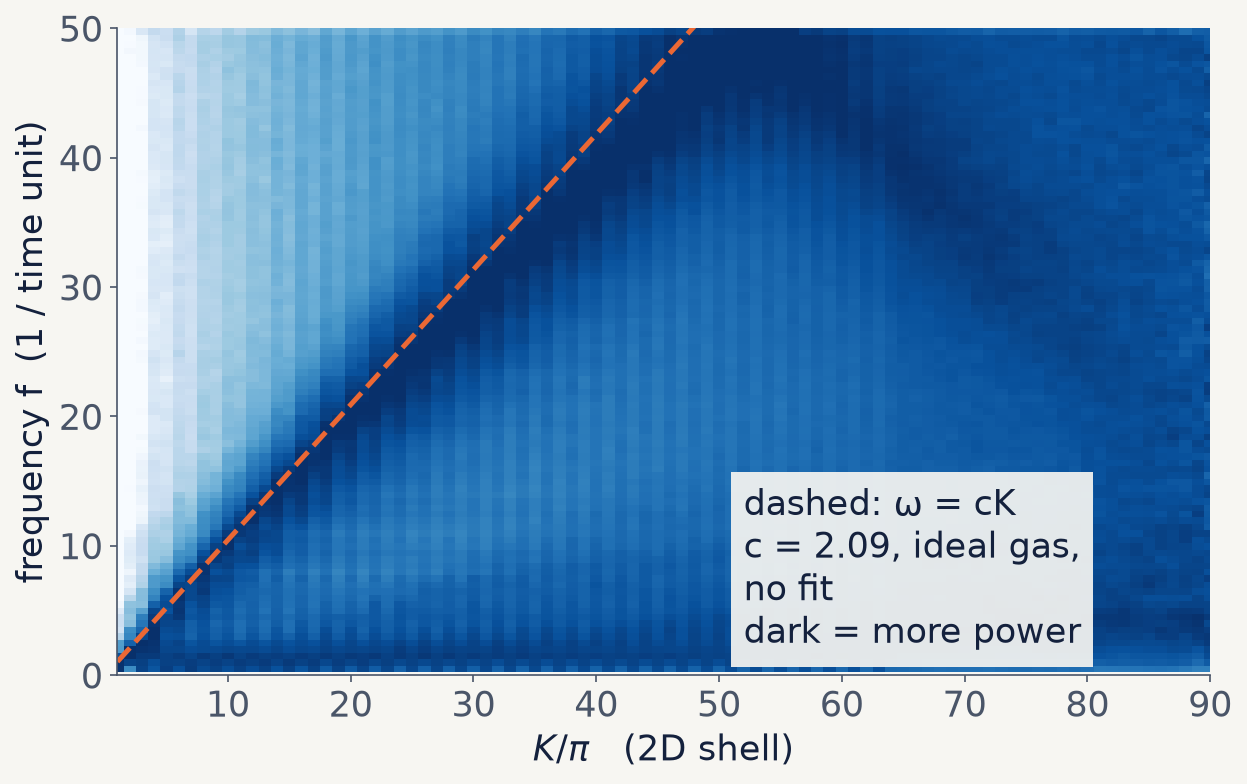 50
40
30
20
10
0
frequency f (1 / time unit)
dashed: ω = cK
c = 2.09, ideal gas,
no fit
dark = more power
10 20 30 40 50 60 70 80 90
K/π (2D shell)